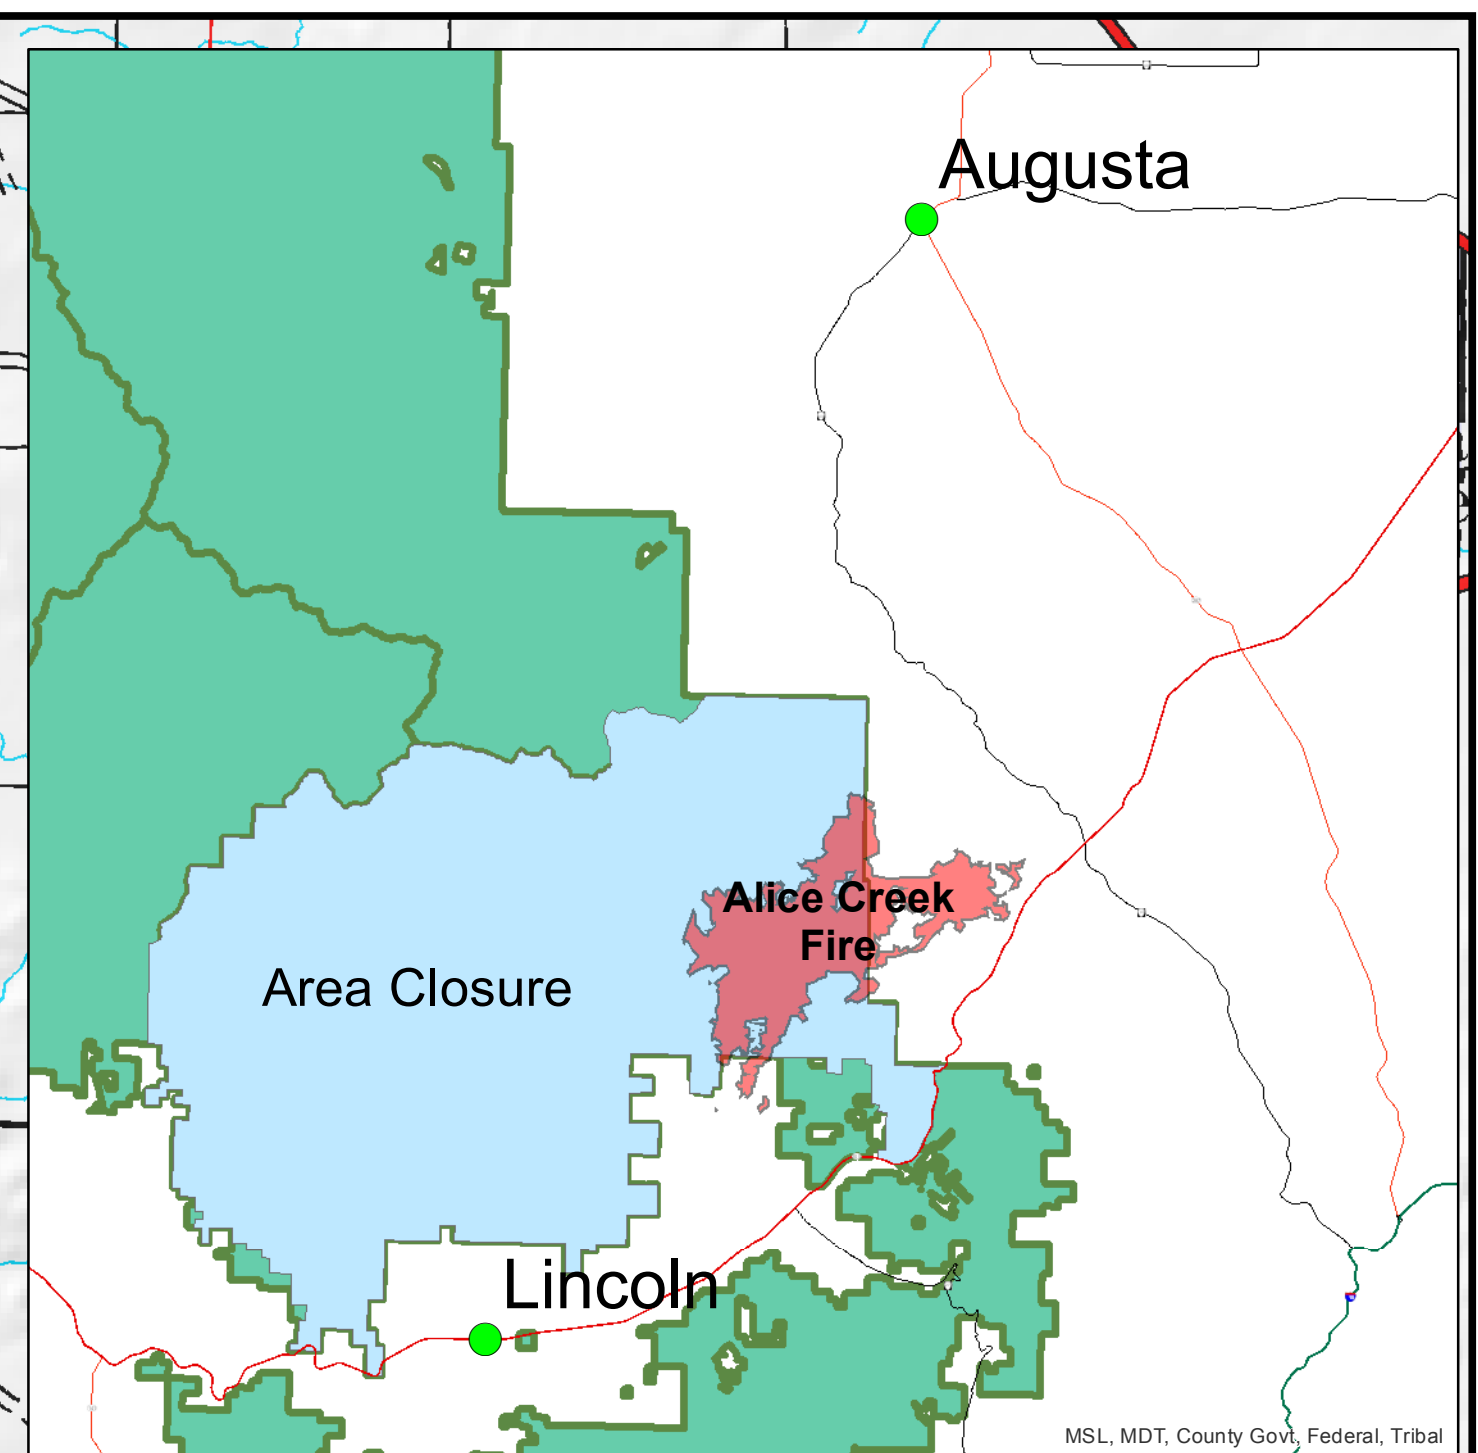 Augusta
Alice Creek
Fire
Area Closure
Lincoln
MSL, MDT, County Govt, Federal, Tribal